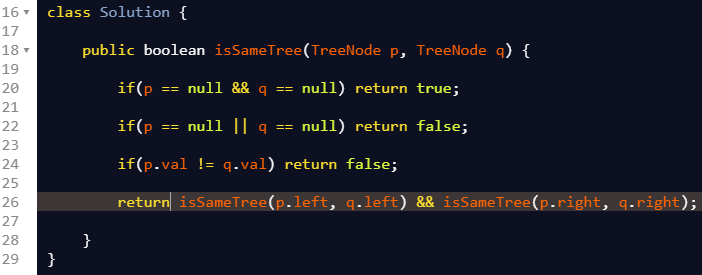 16 class Solution {
17
18 public boolean isSameTree(TreeNode p, TreeNode q) {
19
20 if(p == null && q == null) return true;
21
22 if(p == null || q == null) return false;
23
24 if(p.val != q.val) return false;
25
26 return isSameTree(p.left, q.left) && isSameTree(p.right, q.right);
27
28 }
29 }